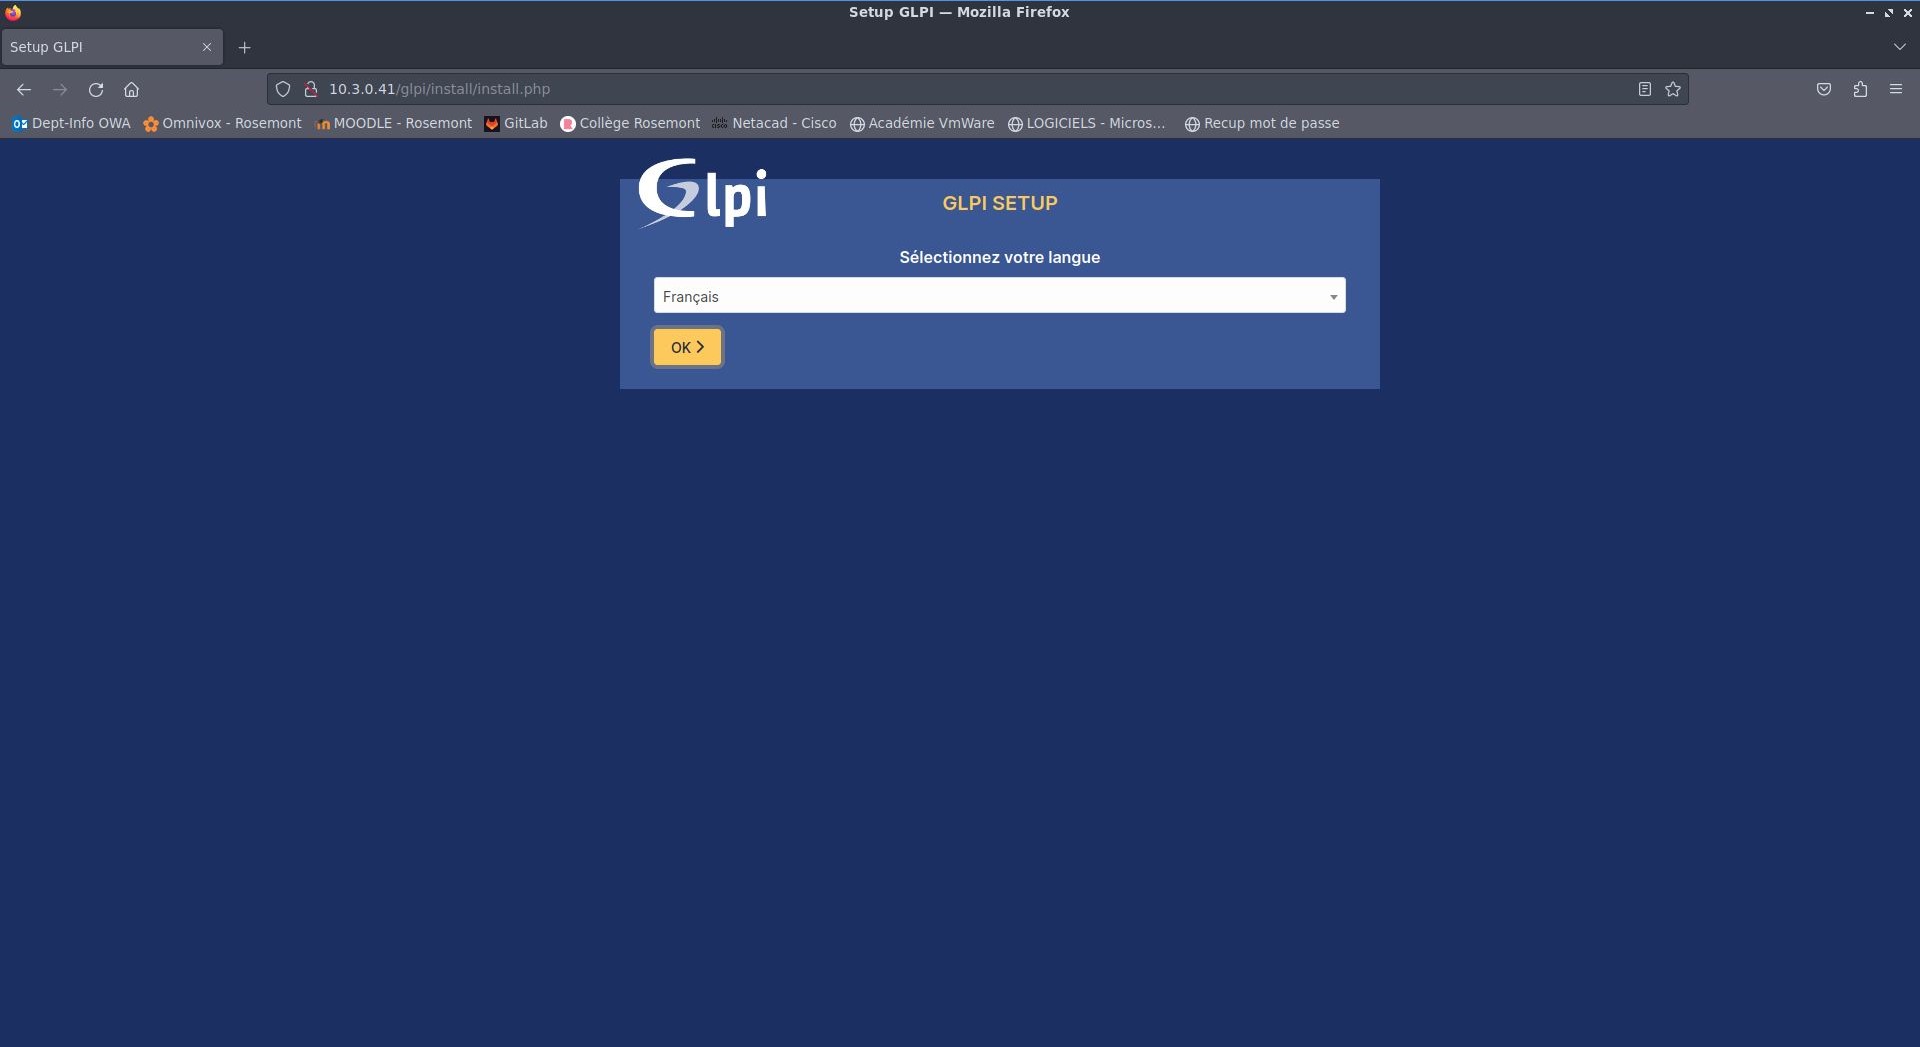 Setup GLPI — Mozilla Firefox
Setup GLPI
10.3.0.41/glpi/install/install.php
Dept-Info OWA Omnivox - Rosemont MOODLE - Rosemont GitLab Collège Rosemont Netacad - Cisco Académie VmWare LOGICIELS - Micros… Recup mot de passe
Glpi
GLPI SETUP
Sélectionnez votre langue
Français
OK